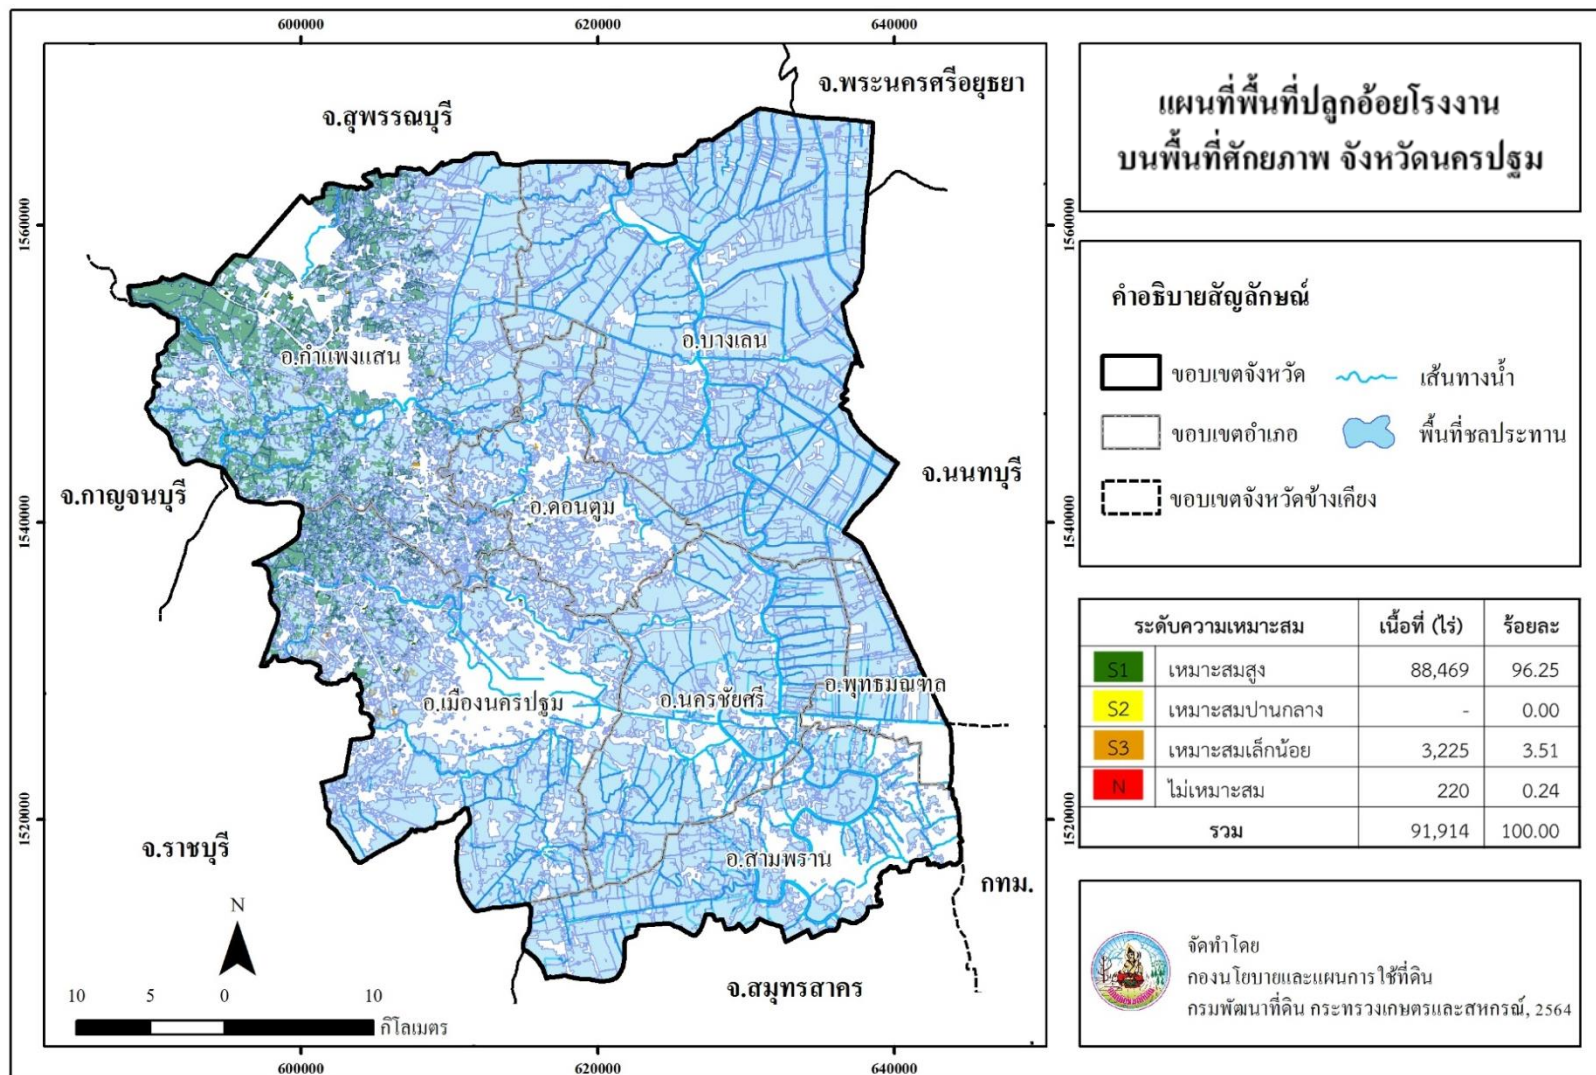 600000 620000 640000
จ.พระนครศรีอยุธยา
จ.สุพรรณบุรี
1560000 1560000
อ.บางเลน
อ.กำแพงแสน
จ.นนทบุรี
จ.กาญจนบุรี
อ.ดอนตูม
1540000 1540000
อ.พุทธมณฑล
อ.เมืองนครปฐม อ.นครชัยศรี
1520000 1520000
จ.ราชบุรี
อ.สามพราน
กทม.
N
จ.สมุทรสาคร
10 5 0 10
กิโลเมตร
600000 620000 640000
แผนที่พื้นที่ปลูกอ้อยโรงงาน
บนพื้นที่ศักยภาพ จังหวัดนครปฐม
คำอธิบายสัญลักษณ์
ขอบเขตจังหวัด เส้นทางน้ำ
ขอบเขตอำเภอ พื้นที่ชลประทาน
ขอบเขตจังหวัดข้างเคียง
ระดับความเหมาะสม เนื้อที่ (ไร่) ร้อยละ
S1 เหมาะสมสูง 88,469 96.25
S2 เหมาะสมปานกลาง - 0.00
S3 เหมาะสมเล็กน้อย 3,225 3.51
N ไม่เหมาะสม 220 0.24
รวม 91,914 100.00
จัดทำโดย
กองนโยบายและแผนการใช้ที่ดิน
กรมพัฒนาที่ดิน กระทรวงเกษตรและสหกรณ์, 2564